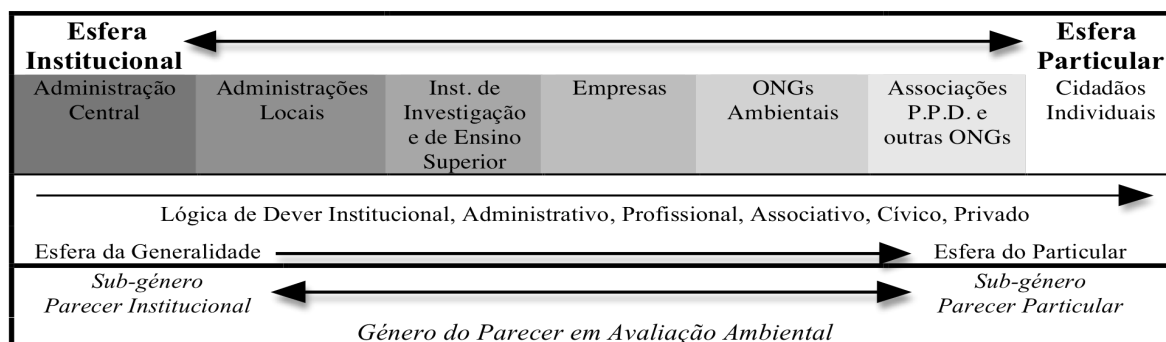 Esfera
Institucional
Esfera
Particular
Administração
Central
Administrações
Locais
Inst. de
Investigação
e de Ensino
Superior
Empresas
ONGs
Ambientais
Associações
P.P.D. e
outras ONGs
Cidadãos
Individuais
Lógica de Dever Institucional, Administrativo, Profissional, Associativo, Cívico, Privado
Esfera da Generalidade
Esfera do Particular
Sub-género
Parecer Institucional
Sub-género
Parecer Particular
Género do Parecer em Avaliação Ambiental